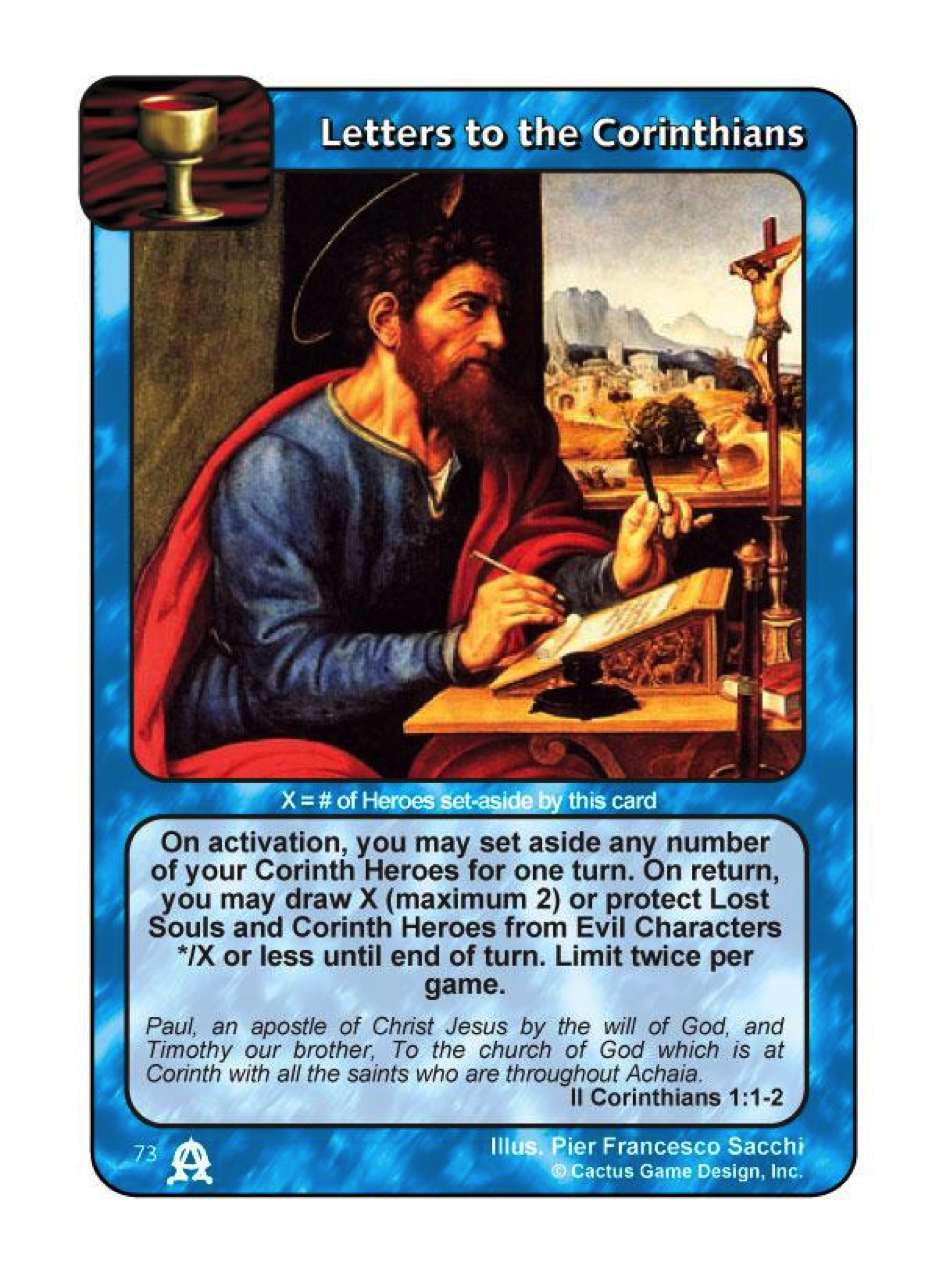 Letters to the Corinthians
X = # of Heroes set-aside by this card
On activation, you may set aside any number
of your Corinth Heroes for one turn. On return,
you may draw X (maximum 2) or protect Lost
Souls and Corinth Heroes from Evil Characters
*/X or less until end of turn. Limit twice per
game.
Paul, an apostle of Christ Jesus by the will of God, and
Timothy our brother, To the church of God which is at
Corinth with all the saints who are throughout Achaia.
II Corinthians 1:1-2
73
Illus. Pier Francesco Sacchi
© Cactus Game Design, Inc.